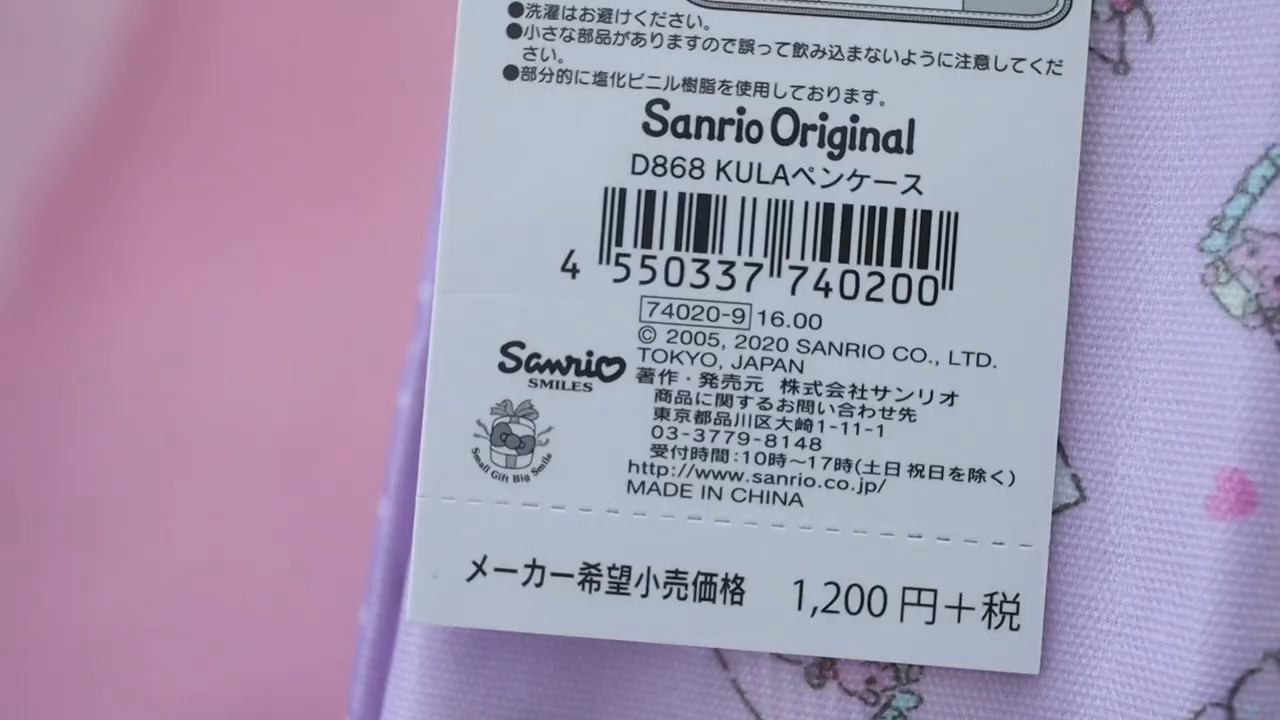 ●洗濯はお避けください。
●小さな部品がありますので誤って飲み込まないように注意してくだ
さい。
●部分的に塩化ビニル樹脂を使用しております。
Sanrio Original
D868 KULAペンケース
4 550337 740200
74020-9 16.00
© 2005, 2020 SANRIO CO., LTD.
TOKYO, JAPAN
著作・発売元 株式会社サンリオ
商品に関するお問い合わせ先
東京都品川区大崎1-11-1
03-3779-8148
受付時間:10時～17時(土日祝日を除く)
http://www.sanrio.co.jp/
MADE IN CHINA
Sanrio
SMILES
Small Gift Big Smile
メーカー希望小売価格 1,200円+税